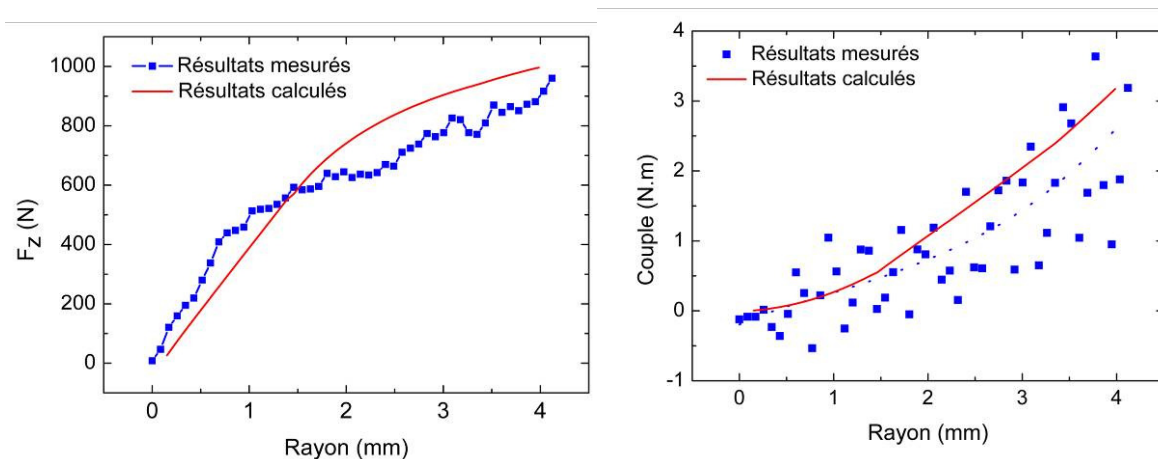 Résultats mesurés
Résultats calculés
1000
800
600
400
200
0
F_Z (N)
0 1 2 3 4
Rayon (mm)
Résultats mesurés
Résultats calculés
4
3
2
1
0
-1
Couple (N.m)
0 1 2 3 4
Rayon (mm)